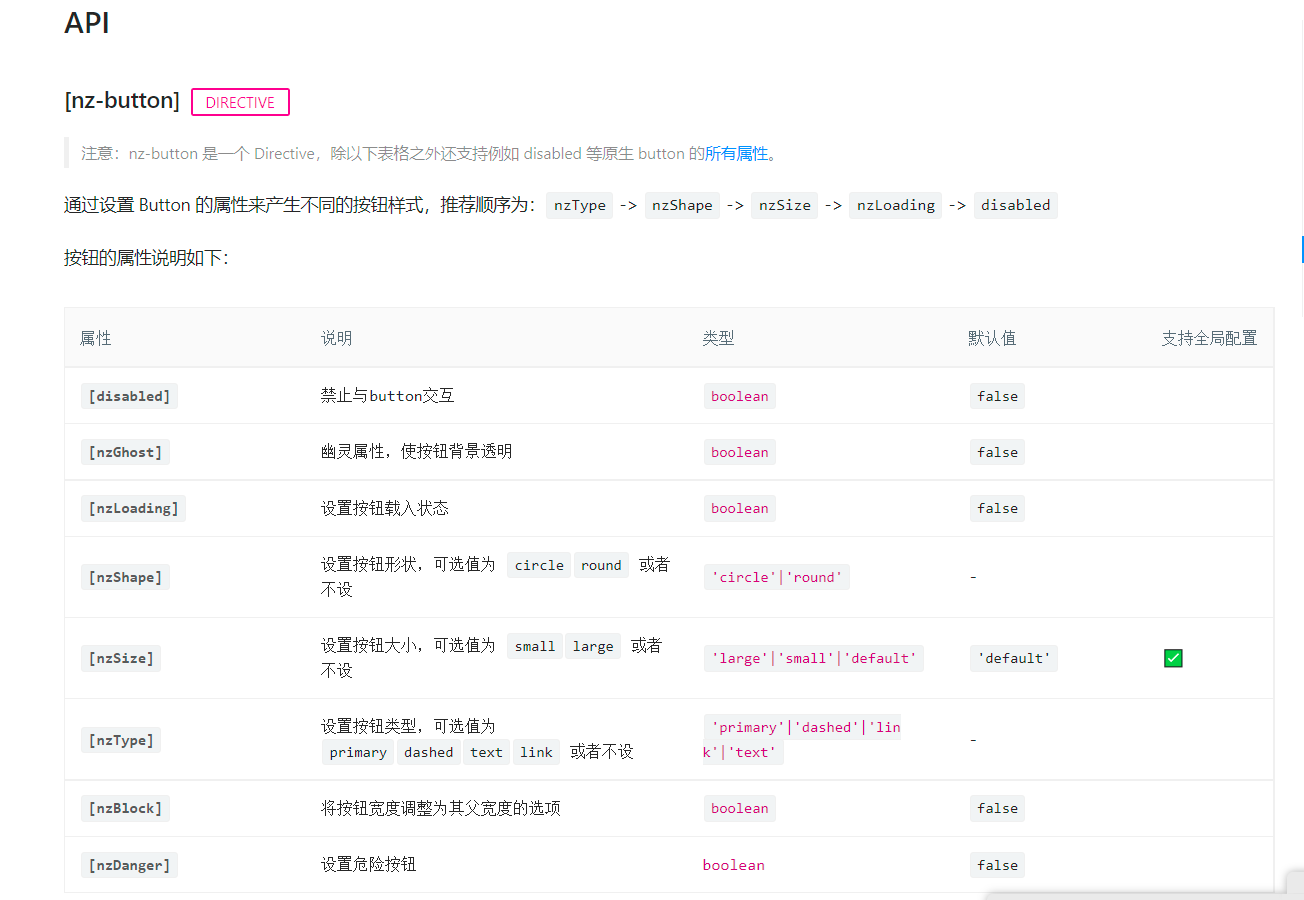 API
[nz-button] DIRECTIVE
注意：nz-button 是一个 Directive，除以下表格之外还支持例如 disabled 等原生 button 的所有属性。
通过设置 Button 的属性来产生不同的按钮样式，推荐顺序为： nzType -> nzShape -> nzSize -> nzLoading -> disabled
按钮的属性说明如下：
属性 说明 类型 默认值 支持全局配置
[disabled] 禁止与button交互 boolean false
[nzGhost] 幽灵属性，使按钮背景透明 boolean false
[nzLoading] 设置按钮载入状态 boolean false
[nzShape] 设置按钮形状，可选值为 circle round 或者
不设 'circle'|'round' -
[nzSize] 设置按钮大小，可选值为 small large 或者
不设 'large'|'small'|'default' 'default' ✅
[nzType] 设置按钮类型，可选值为
primary dashed text link 或者不设 'primary'|'dashed'|'lin
k'|'text' -
[nzBlock] 将按钮宽度调整为其父宽度的选项 boolean false
[nzDanger] 设置危险按钮 boolean false